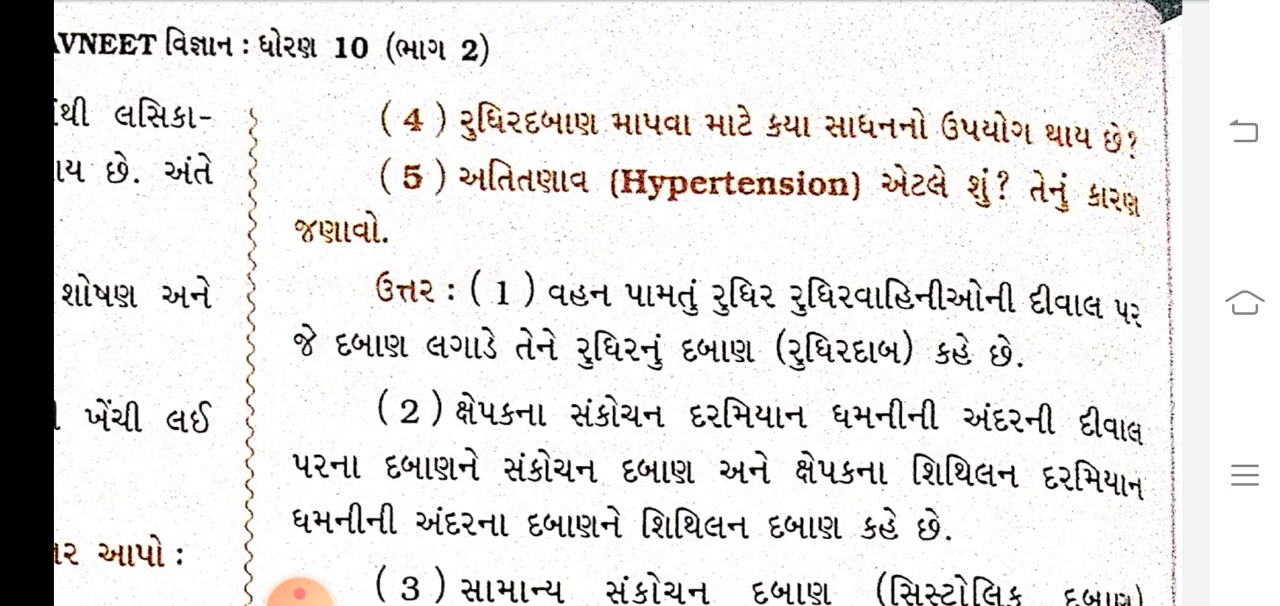 AVNEET વિજ્ઞાન : ધોરણ 10 (ભાગ 2)
થી લસિકા-
ાય છે. અંતે
શોષણ અને
ખેંચી લઈ
ાર આપો :
( 4 ) રુધિરદબાણ માપવા માટે કયા સાધનનો ઉપયોગ થાય છે?
( 5 ) અતિતણાવ (Hypertension) એટલે શું? તેનું કારણ
જણાવો.
ઉત્તર : ( 1 ) વહન પામતું રુધિર રુધિરવાહિનીઓની દીવાલ પર
જે દબાણ લગાડે તેને રુધિરનું દબાણ (રુધિરદાબ) કહે છે.
( 2 ) ક્ષેપકના સંકોચન દરમિયાન ધમનીની અંદરની દીવાલ
પરના દબાણને સંકોચન દબાણ અને ક્ષેપકના શિથિલન દરમિયાન
ધમનીની અંદરના દબાણને શિથિલન દબાણ કહે છે.
( 3 ) સામાન્ય સંકોચન દબાણ (સિસ્ટોલિક દબાણ)